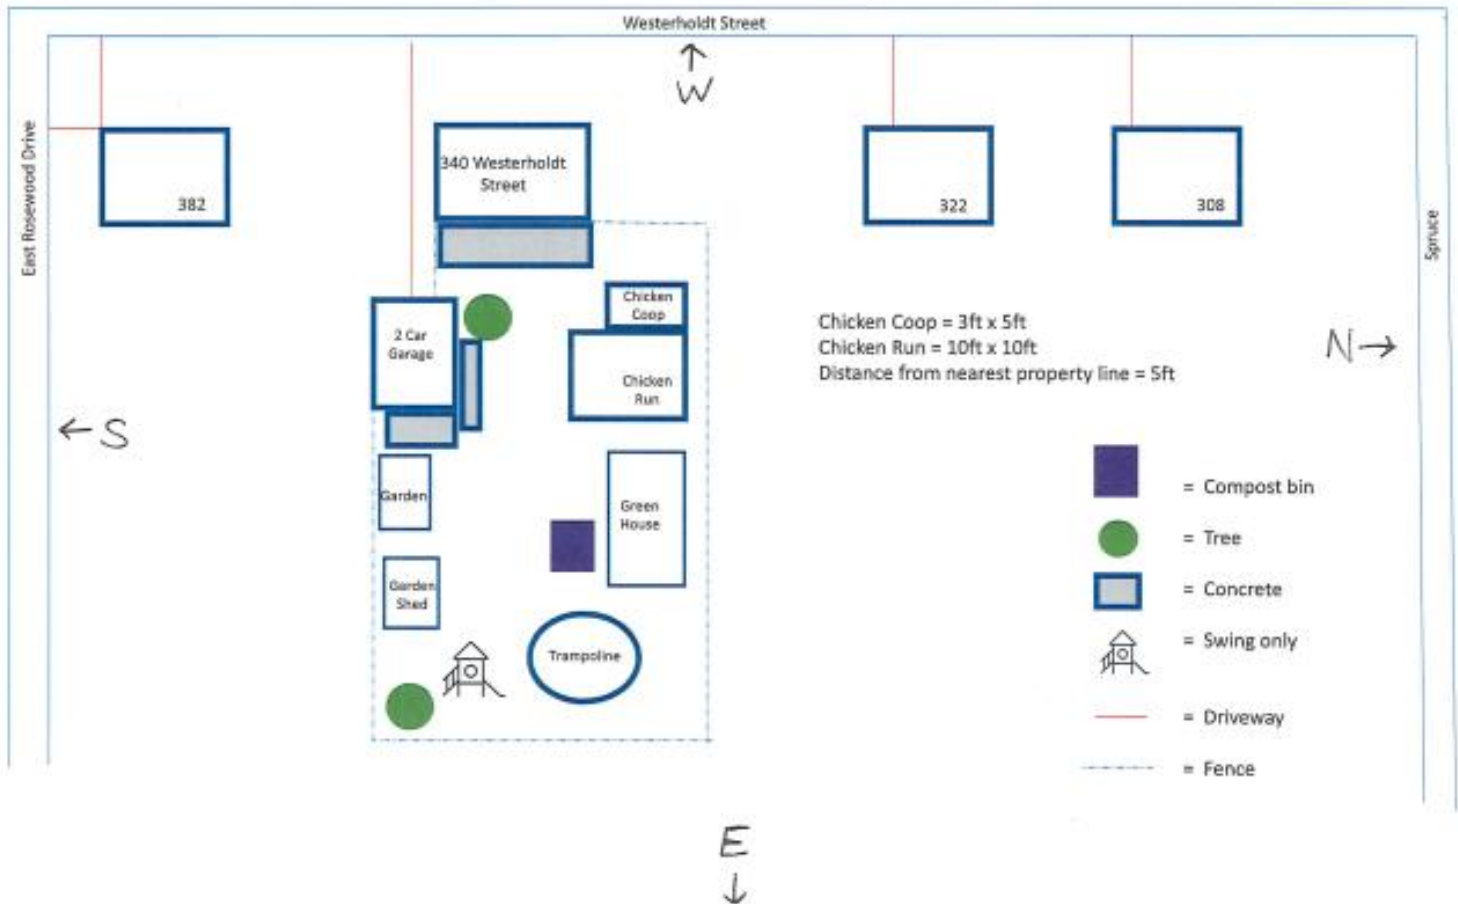 Westerholdt Street
W
East Rosewood Drive
382
340 Westerholdt
Street
322
308
Spruce
Chicken
Coop
2 Car
Garage
Chicken
Run
Chicken Coop = 3ft x 5ft
Chicken Run = 10ft x 10ft
Distance from nearest property line = 5ft
N
S
Garden
Green
House
Garden
Shed
Trampoline
= Compost bin
= Tree
= Concrete
= Swing only
= Driveway
= Fence
E